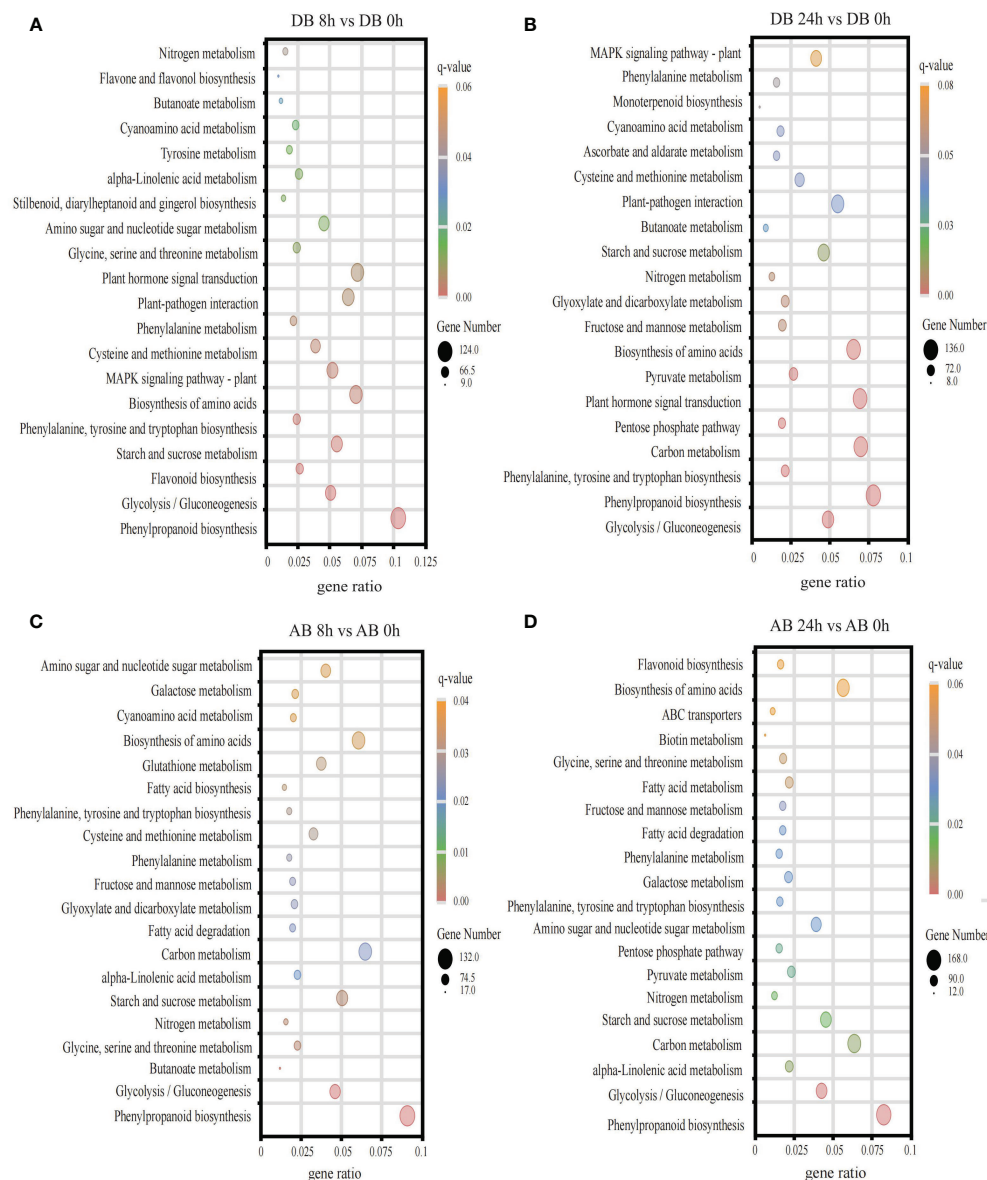 A
DB 8h vs DB 0h
Nitrogen metabolism
Flavone and flavonol biosynthesis
Butanoate metabolism
Cyanoamino acid metabolism
Tyrosine metabolism
alpha-Linolenic acid metabolism
Stilbenoid, diarylheptanoid and gingerol biosynthesis
Amino sugar and nucleotide sugar metabolism
Glycine, serine and threonine metabolism
Plant hormone signal transduction
Plant-pathogen interaction
Phenylalanine metabolism
Cysteine and methionine metabolism
MAPK signaling pathway - plant
Biosynthesis of amino acids
Phenylalanine, tyrosine and tryptophan biosynthesis
Starch and sucrose metabolism
Flavonoid biosynthesis
Glycolysis / Gluconeogenesis
Phenylpropanoid biosynthesis
0 0.025 0.05 0.075 0.1 0.125
gene ratio
q-value
0.06
0.04
0.02
0.00
Gene Number
124.0
66.5
9.0
B
DB 24h vs DB 0h
MAPK signaling pathway - plant
Phenylalanine metabolism
Monoterpenoid biosynthesis
Cyanoamino acid metabolism
Ascorbate and aldarate metabolism
Cysteine and methionine metabolism
Plant-pathogen interaction
Butanoate metabolism
Starch and sucrose metabolism
Nitrogen metabolism
Glyoxylate and dicarboxylate metabolism
Fructose and mannose metabolism
Biosynthesis of amino acids
Pyruvate metabolism
Plant hormone signal transduction
Pentose phosphate pathway
Carbon metabolism
Phenylalanine, tyrosine and tryptophan biosynthesis
Phenylpropanoid biosynthesis
Glycolysis / Gluconeogenesis
0 0.025 0.05 0.075 0.1
gene ratio
q-value
0.08
0.05
0.03
0.00
Gene Number
136.0
72.0
8.0
C
AB 8h vs AB 0h
Amino sugar and nucleotide sugar metabolism
Galactose metabolism
Cyanoamino acid metabolism
Biosynthesis of amino acids
Glutathione metabolism
Fatty acid biosynthesis
Phenylalanine, tyrosine and tryptophan biosynthesis
Cysteine and methionine metabolism
Phenylalanine metabolism
Fructose and mannose metabolism
Glyoxylate and dicarboxylate metabolism
Fatty acid degradation
Carbon metabolism
alpha-Linolenic acid metabolism
Starch and sucrose metabolism
Nitrogen metabolism
Glycine, serine and threonine metabolism
Butanoate metabolism
Glycolysis / Gluconeogenesis
Phenylpropanoid biosynthesis
0 0.025 0.05 0.075 0.1
gene ratio
q-value
0.04
0.03
0.02
0.01
0.00
Gene Number
132.0
74.5
17.0
D
AB 24h vs AB 0h
Flavonoid biosynthesis
Biosynthesis of amino acids
ABC transporters
Biotin metabolism
Glycine, serine and threonine metabolism
Fatty acid metabolism
Fructose and mannose metabolism
Fatty acid degradation
Phenylalanine metabolism
Galactose metabolism
Phenylalanine, tyrosine and tryptophan biosynthesis
Amino sugar and nucleotide sugar metabolism
Pentose phosphate pathway
Pyruvate metabolism
Nitrogen metabolism
Starch and sucrose metabolism
Carbon metabolism
alpha-Linolenic acid metabolism
Glycolysis / Gluconeogenesis
Phenylpropanoid biosynthesis
0 0.025 0.05 0.075 0.1
gene ratio
q-value
0.06
0.04
0.02
0.00
Gene Number
168.0
90.0
12.0